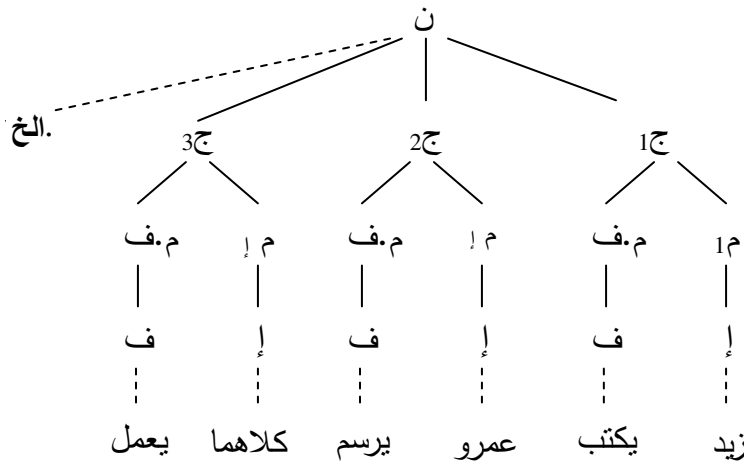 ن
الخ.
ج1 ج2 ج3
م1 م.ف م إ م.ف م إ م.ف
إ ف إ ف إ ف
زيد يكتب عمرو يرسم كلاهما يعمل